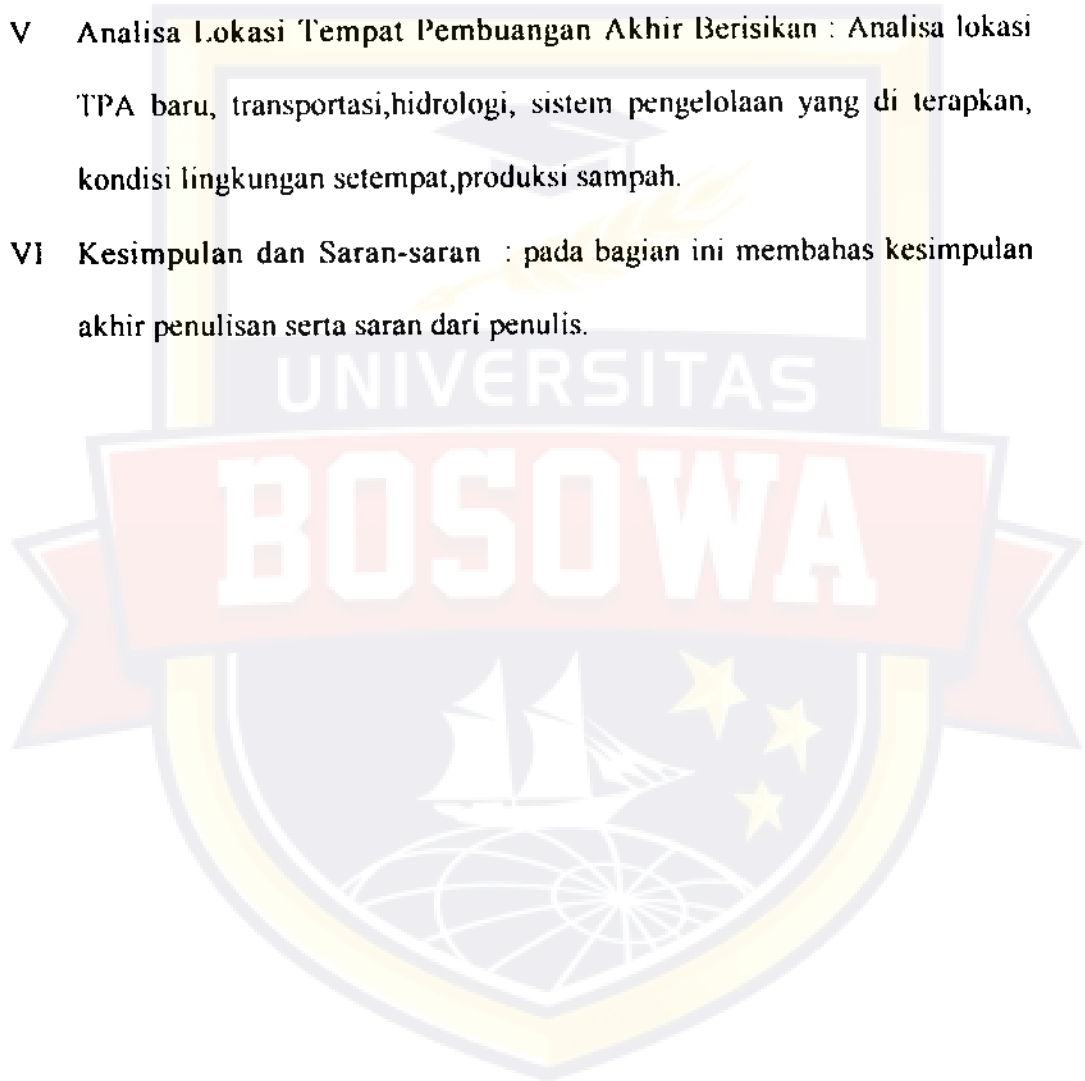 V Analisa Lokasi Tempat Pembuangan Akhir Berisikan : Analisa lokasi
TPA baru, transportasi,hidrologi, sistem pengelolaan yang di terapkan,
kondisi lingkungan setempat,produksi sampah.
VI Kesimpulan dan Saran-saran : pada bagian ini membahas kesimpulan
akhir penulisan serta saran dari penulis.
UNIVERSITAS
BOSOWA